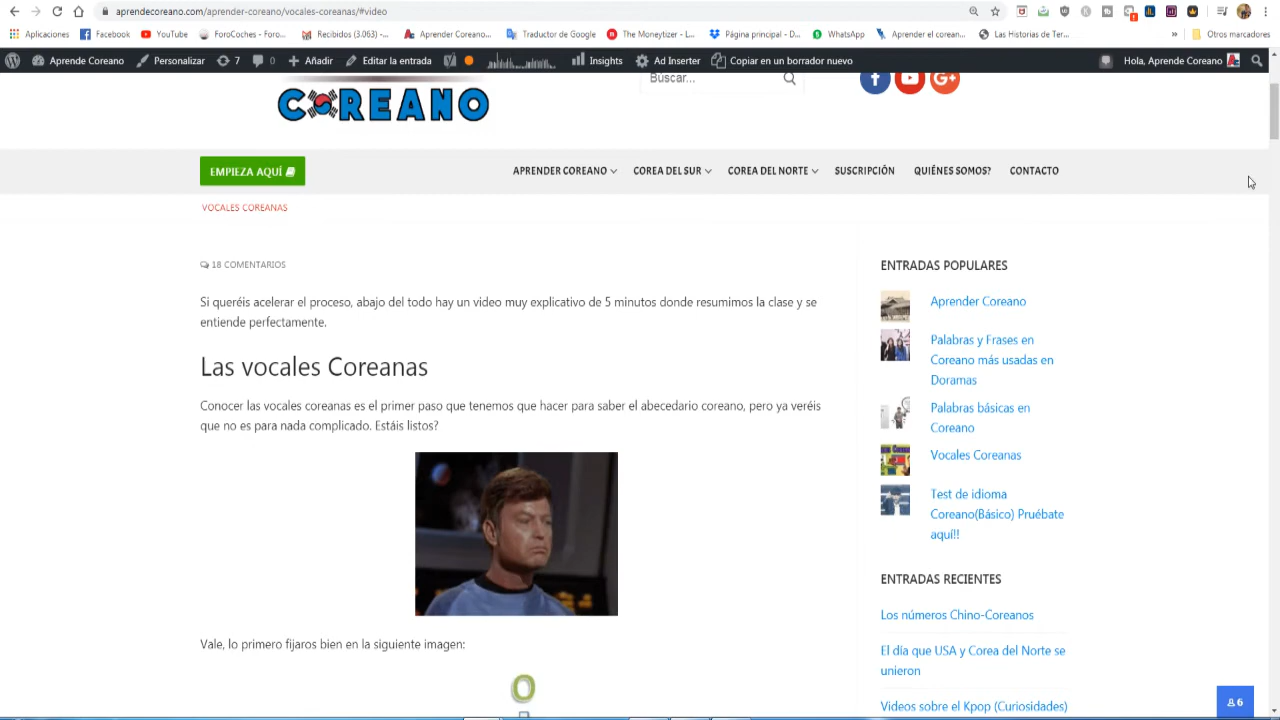 aprendecoreano.com/aprender-coreano/vocales-coreanas/#video
Aplicaciones
Facebook
YouTube
ForoCoches - Foro...
Recibidos (3.063) -...
Aprender Coreano...
Traductor de Google
The Moneytizer - L...
Página principal - D...
WhatsApp
Aprender el corean...
Las Historias de Ter...
»
Otros marcadores
Aprende Coreano
Personalizar
7
0
Añadir
Editar la entrada
Insights
Ad Inserter
Copiar en un borrador nuevo
Hola, Aprende Coreano
COREANO
Buscar...
EMPIEZA AQUÍ
APRENDER COREANO
COREA DEL SUR
COREA DEL NORTE
SUSCRIPCIÓN
QUIÉNES SOMOS?
CONTACTO
VOCALES COREANAS
18 COMENTARIOS
Si queréis acelerar el proceso, abajo del todo hay un video muy explicativo de 5 minutos donde resumimos la clase y se
entiende perfectamente.
Las vocales Coreanas
Conocer las vocales coreanas es el primer paso que tenemos que hacer para saber el abecedario coreano, pero ya veréis
que no es para nada complicado. Estáis listos?
Vale, lo primero fijaros bien en la siguiente imagen:
O
ENTRADAS POPULARES
Aprender Coreano
Palabras y Frases en
Coreano más usadas en
Doramas
Palabras básicas en
Coreano
Vocales Coreanas
Test de idioma
Coreano(Básico) Pruébate
aquí!!
ENTRADAS RECIENTES
Los números Chino-Coreanos
El día que USA y Corea del Norte se
unieron
Videos sobre el Kpop (Curiosidades)
6